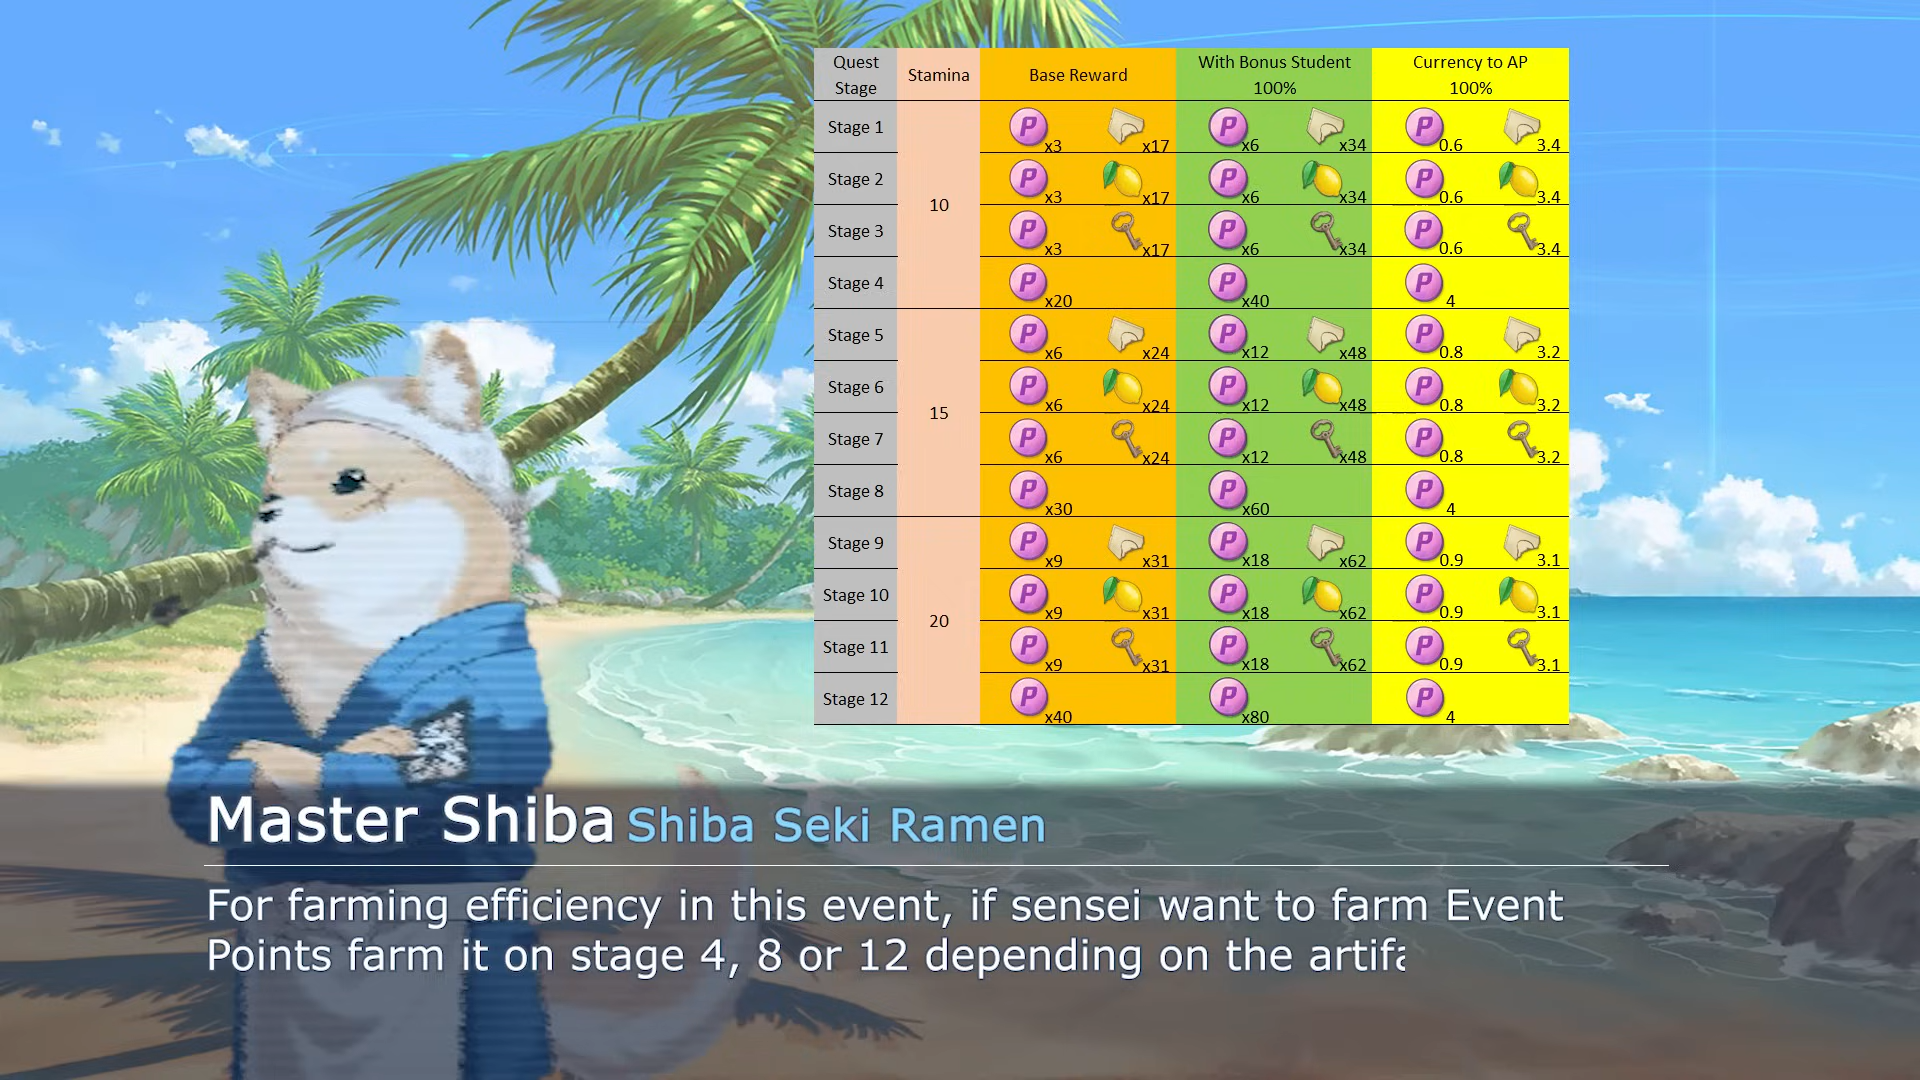 Quest Stage Stamina Base Reward With Bonus Student 100% Currency to AP 100%
Stage 1 10 P x3 x17 P x6 x34 P 0.6 3.4
Stage 2 P x3 x17 P x6 x34 P 0.6 3.4
Stage 3 P x3 x17 P x6 x34 P 0.6 3.4
Stage 4 P x20 P x40 P 4
Stage 5 15 P x6 x24 P x12 x48 P 0.8 3.2
Stage 6 P x6 x24 P x12 x48 P 0.8 3.2
Stage 7 P x6 x24 P x12 x48 P 0.8 3.2
Stage 8 P x30 P x60 P 4
Stage 9 20 P x9 x31 P x18 x62 P 0.9 3.1
Stage 10 P x9 x31 P x18 x62 P 0.9 3.1
Stage 11 P x9 x31 P x18 x62 P 0.9 3.1
Stage 12 P x40 P x80 P 4
Master Shiba Shiba Seki Ramen
For farming efficiency in this event, if sensei want to farm Event
Points farm it on stage 4, 8 or 12 depending on the